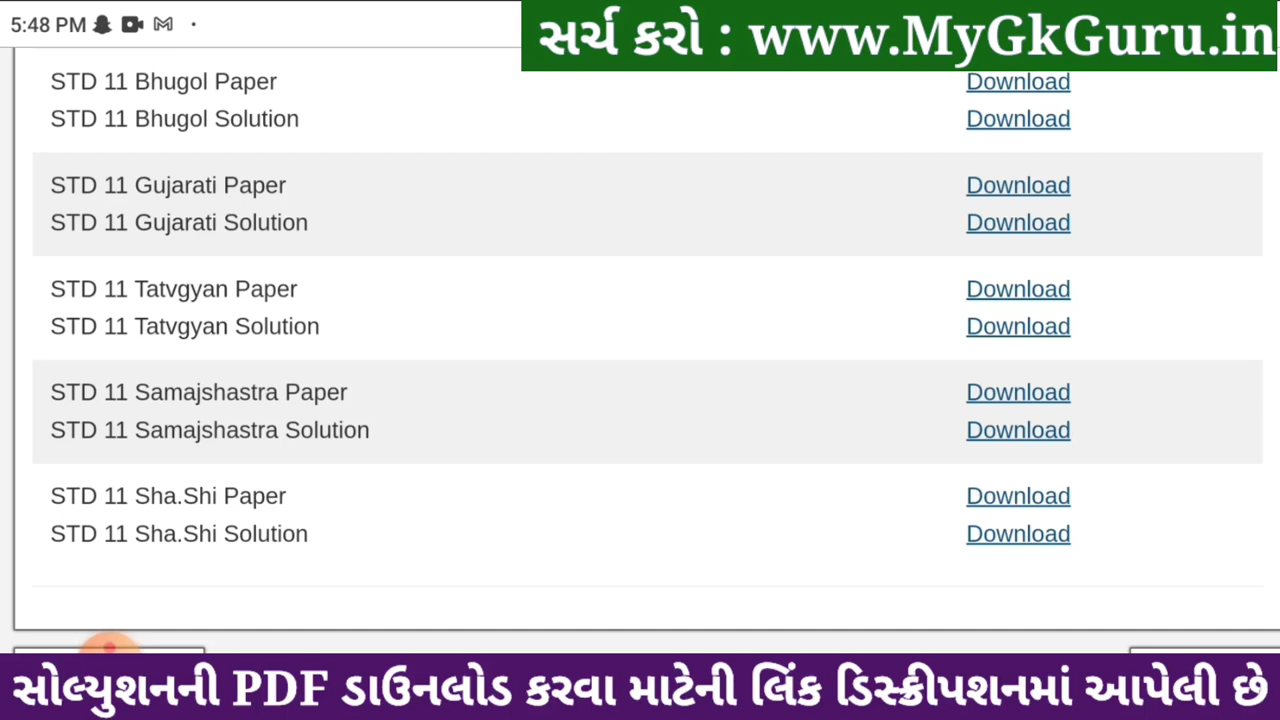 5:48 PM
સર્ચ કરો : www.MyGkGuru.in
STD 11 Bhugol Paper Download
STD 11 Bhugol Solution Download
STD 11 Gujarati Paper Download
STD 11 Gujarati Solution Download
STD 11 Tatvgyan Paper Download
STD 11 Tatvgyan Solution Download
STD 11 Samajshastra Paper Download
STD 11 Samajshastra Solution Download
STD 11 Sha.Shi Paper Download
STD 11 Sha.Shi Solution Download
સોલ્યુશનની PDF ડાઉનલોડ કરવા માટેની લિંક ડિસ્ક્રીપશનમાં આપેલી છે